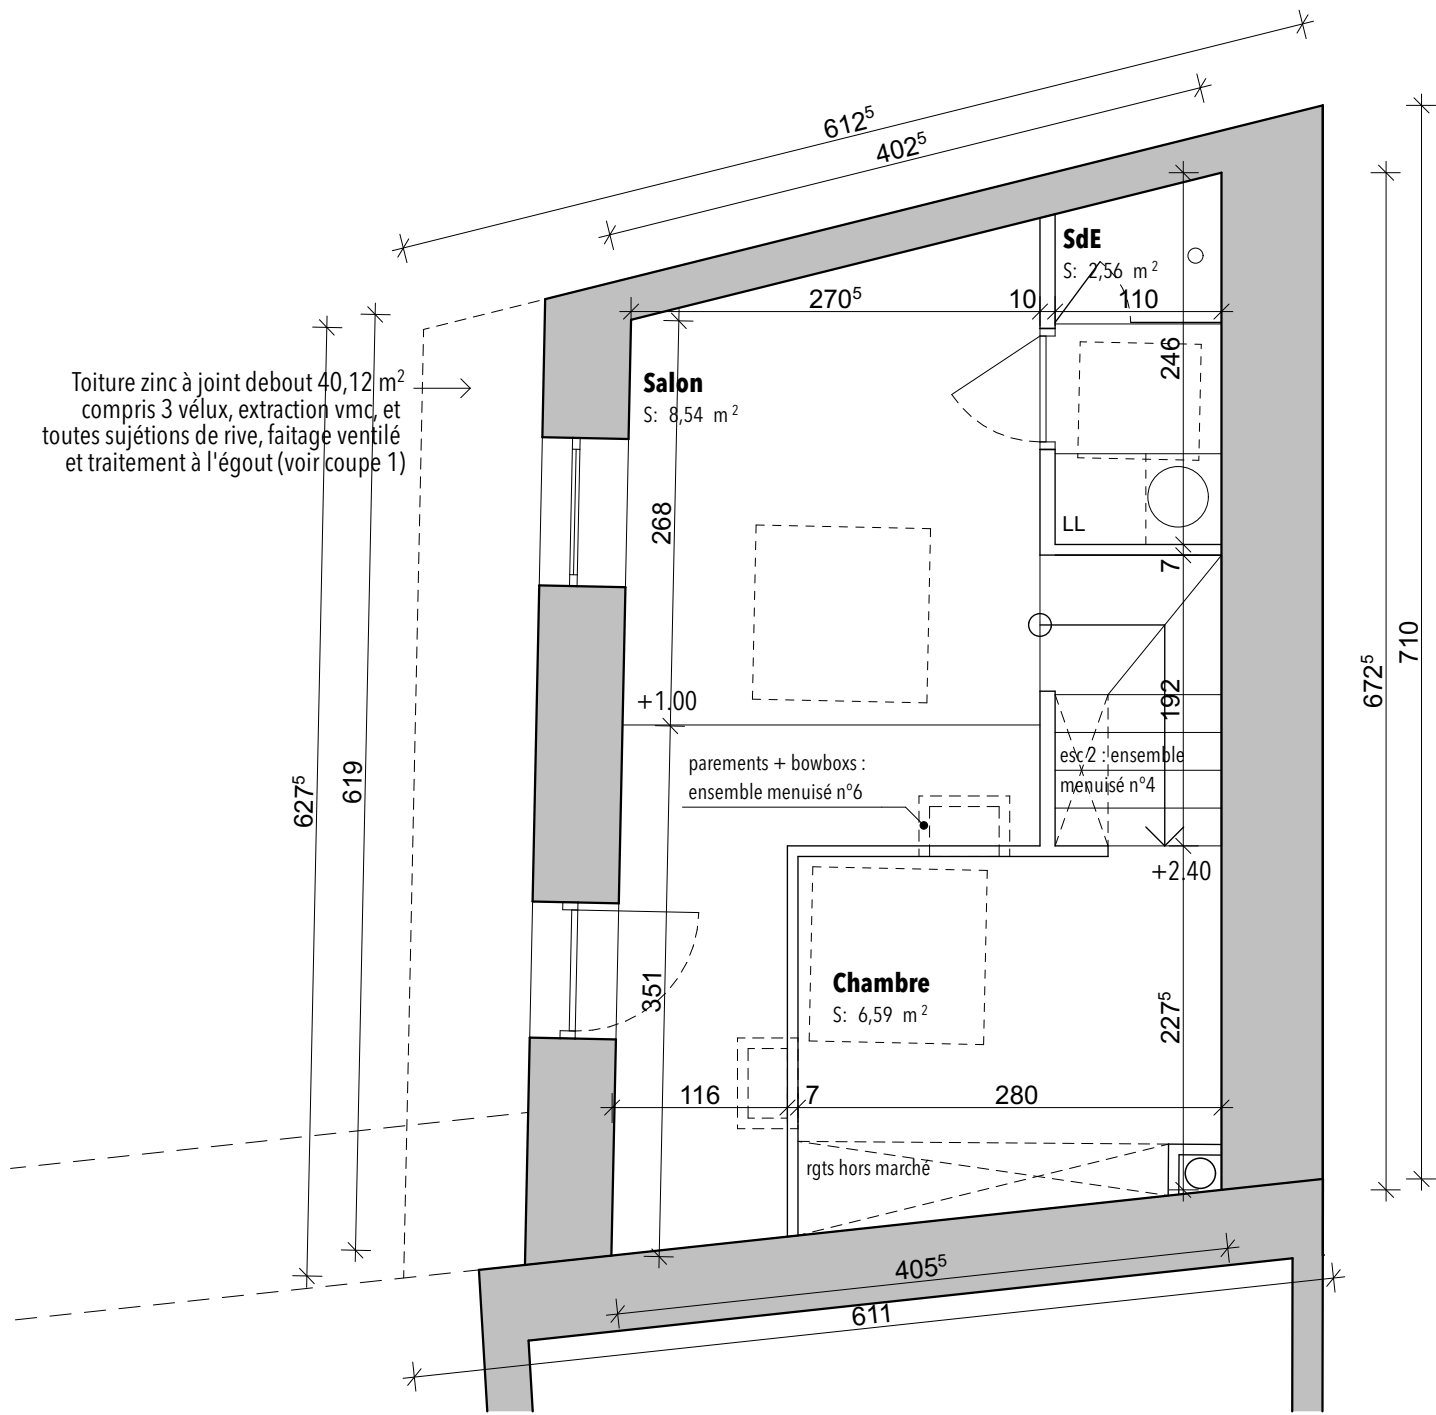 612⁵
402⁵
SdE
S: 2,56 m²
270⁵
10
110
246
Toiture zinc à joint debout 40,12 m²
compris 3 vélux, extraction vmc, et
toutes sujétions de rive, faitage ventilé
et traitement à l'égout (voir coupe 1)
Salon
S: 8,54 m²
268
LL
7
710
672⁵
192
+1.00
627⁵
619
parements + bowboxs :
ensemble menuisé n°6
esc 2 : ensemble
menuisé n°4
+2.40
Chambre
S: 6,59 m²
351
227⁵
116
7
280
rgts hors marché
405⁵
611